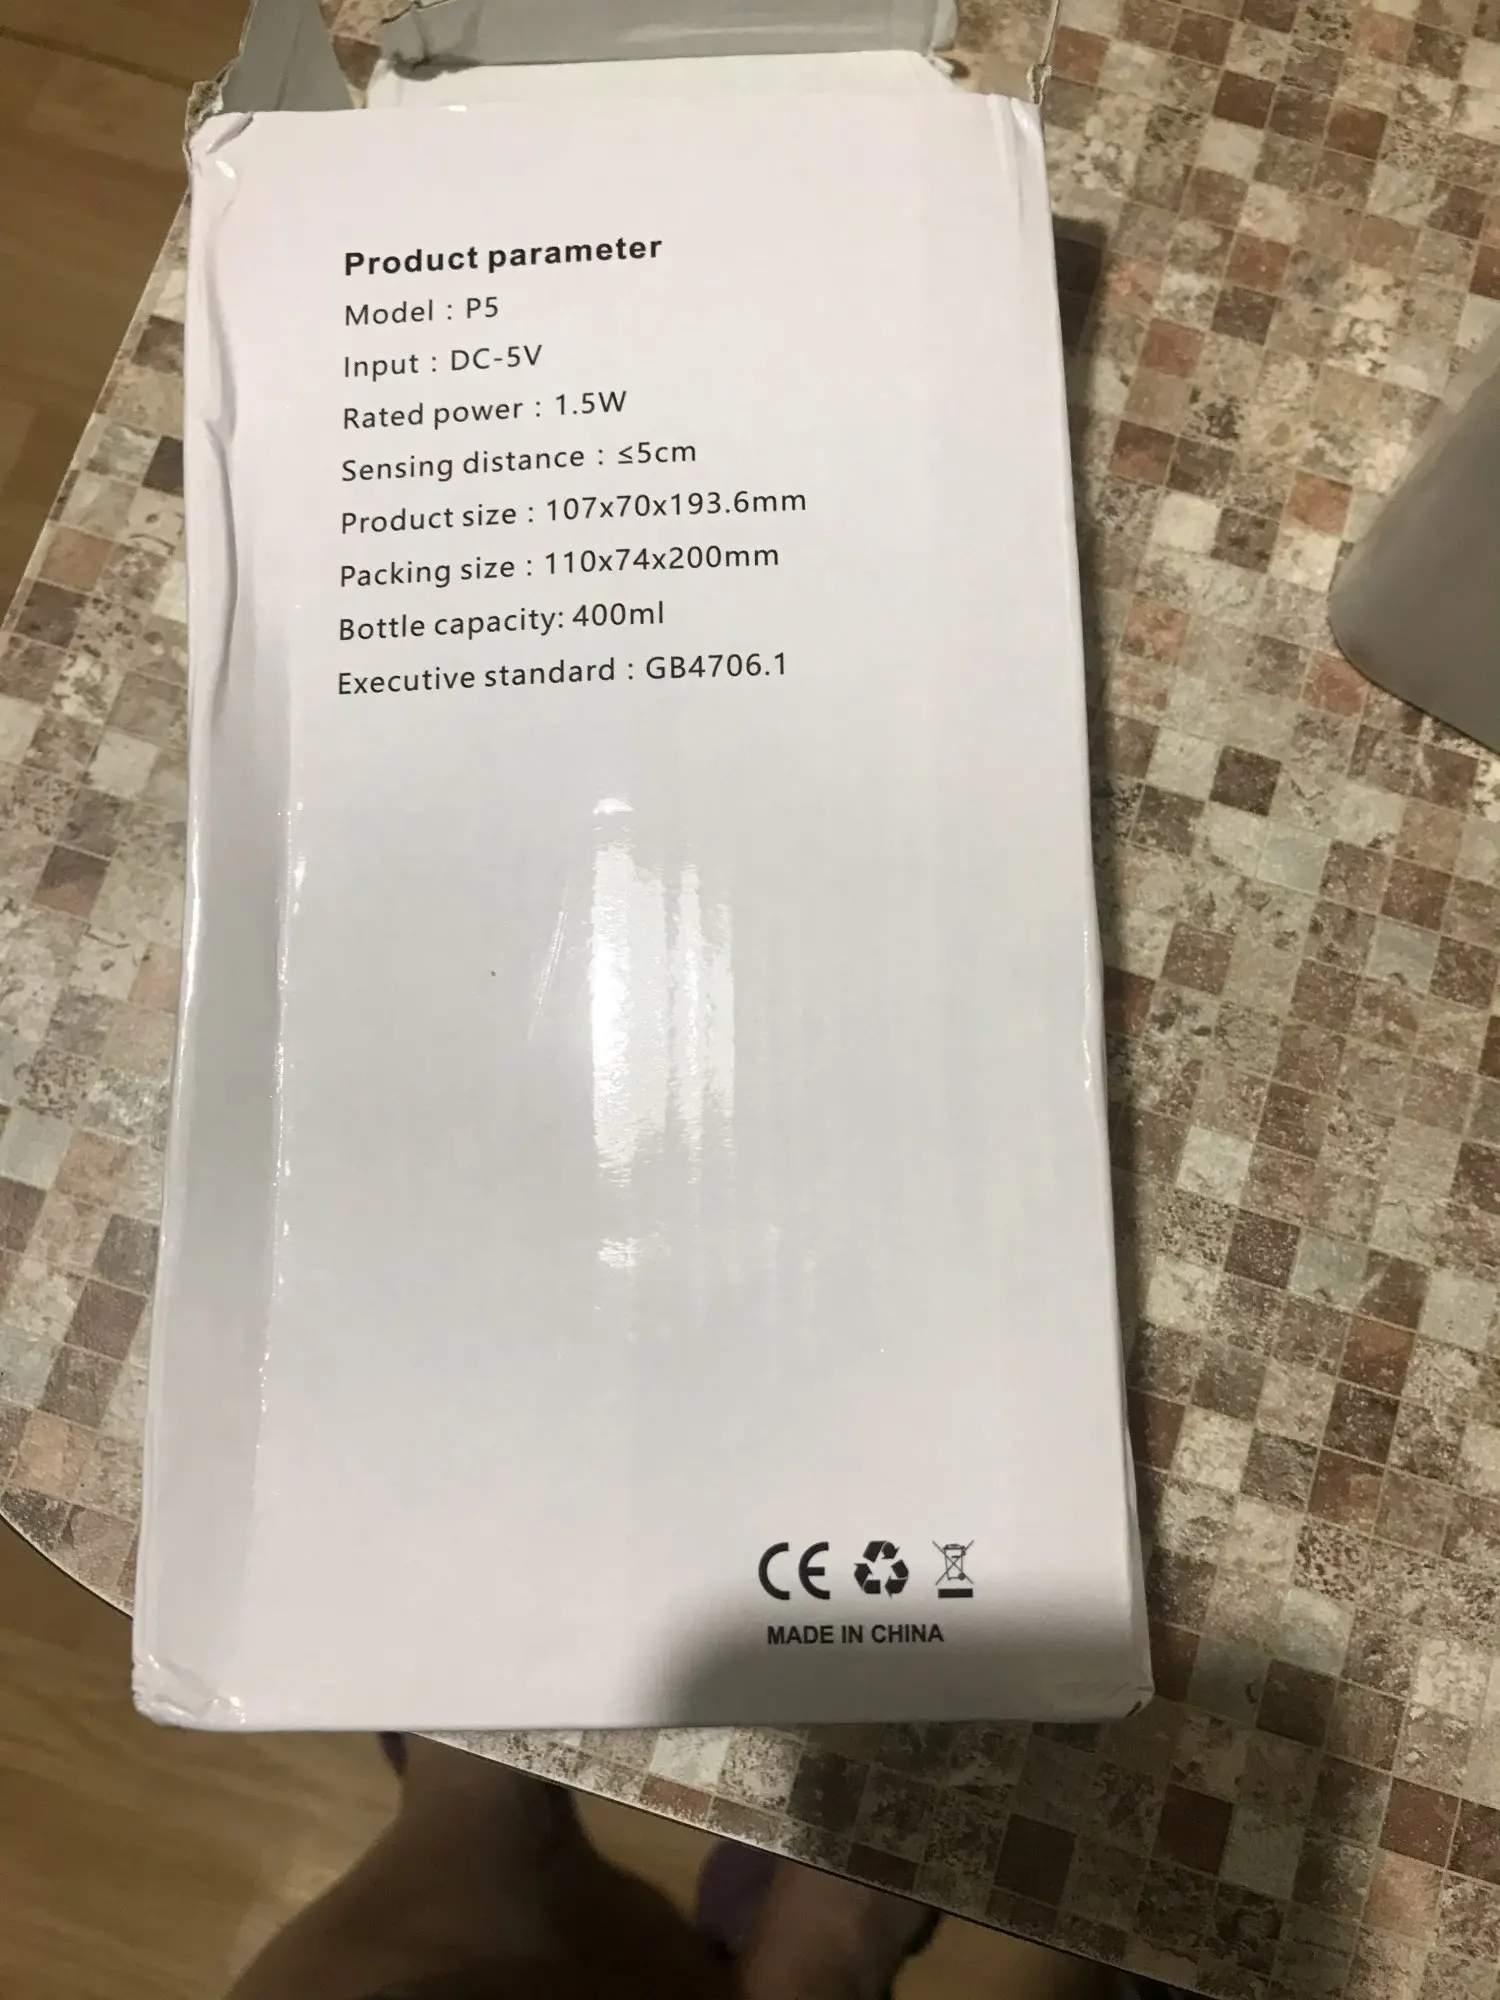 Product parameter
Model : P5
Input : DC-5V
Rated power : 1.5W
Sensing distance : ≤5cm
Product size : 107x70x193.6mm
Packing size : 110x74x200mm
Bottle capacity: 400ml
Executive standard : GB4706.1
CE
MADE IN CHINA